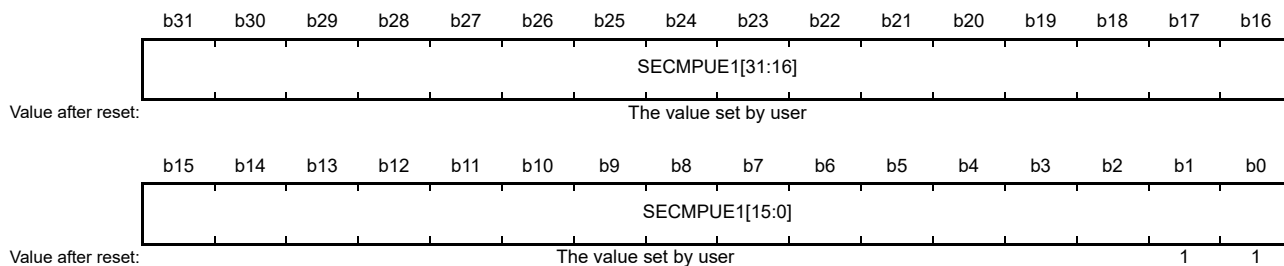 b31 b30 b29 b28 b27 b26 b25 b24 b23 b22 b21 b20 b19 b18 b17 b16
SECMPUE1[31:16]
Value after reset: The value set by user
b15 b14 b13 b12 b11 b10 b9 b8 b7 b6 b5 b4 b3 b2 b1 b0
SECMPUE1[15:0]
Value after reset: The value set by user 1 1